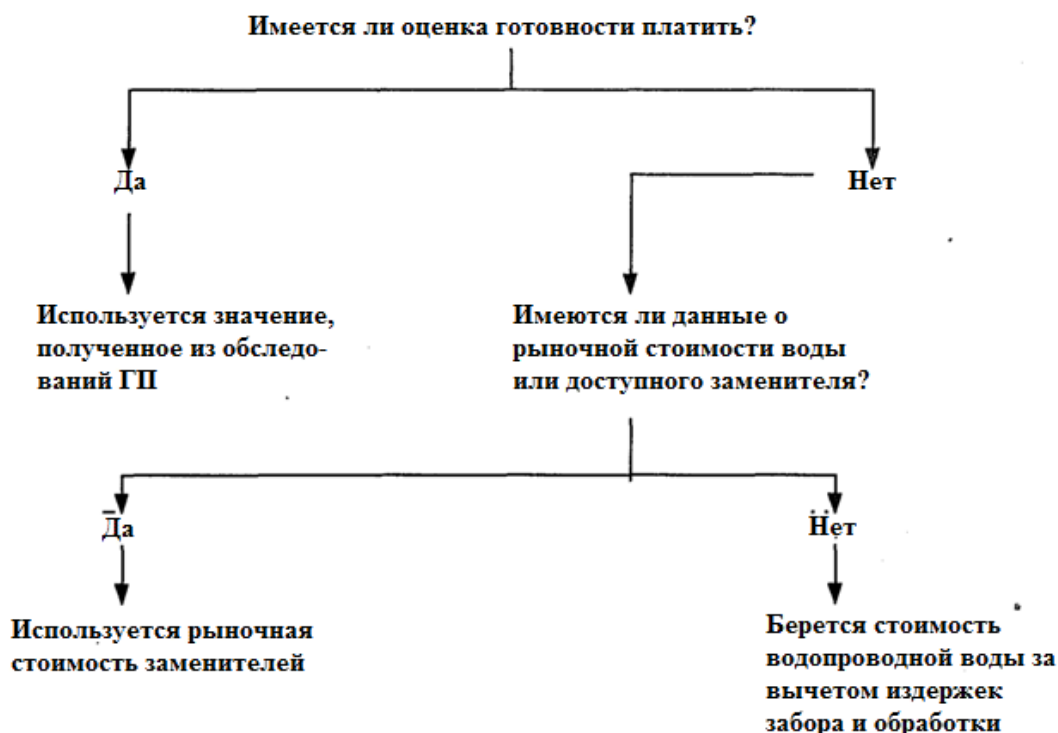 Имеется ли оценка готовности платить?
Да
Нет
Используется значение,
полученное из обследо-
ваний ГП
Имеются ли данные о
рыночной стоимости воды
или доступного заменителя?
Да
Нет
Используется рыночная
стоимость заменителей
Берется стоимость
водопроводной воды за
вычетом издержек
забора и обработки